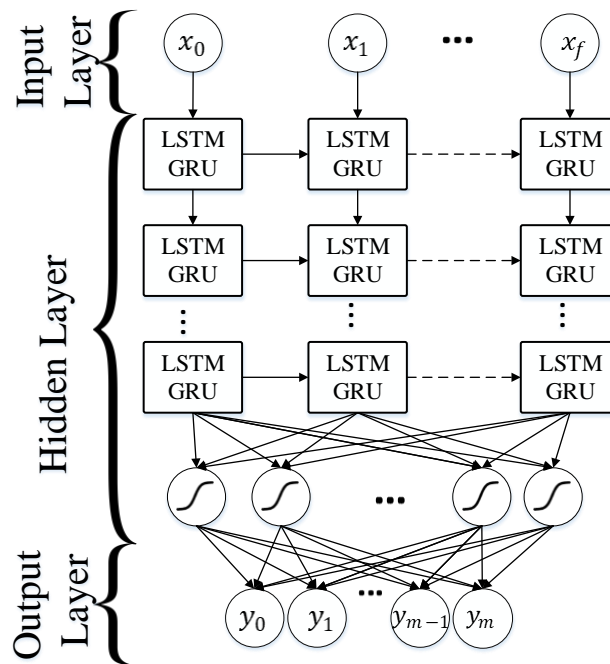 Input
Layer
x₀ x₁ ... x_f
Hidden Layer
LSTM
GRU
LSTM
GRU
LSTM
GRU
LSTM
GRU
LSTM
GRU
LSTM
GRU
...
...
...
LSTM
GRU
LSTM
GRU
LSTM
GRU
...
Output
Layer
...
y₀ y₁ yₘ₋₁ yₘ